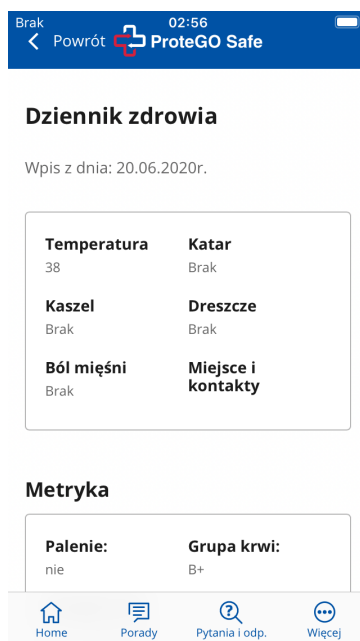 Brak 02:56
Powrót ProteGO Safe
Dziennik zdrowia
Wpis z dnia: 20.06.2020r.
Temperatura Katar
38 Brak
Kaszel Dreszcze
Brak Brak
Ból mięśni Miejsce i
kontakty
Brak
Metryka
Palenie: Grupa krwi:
nie B+
Home Porady Pytania i odp. Więcej